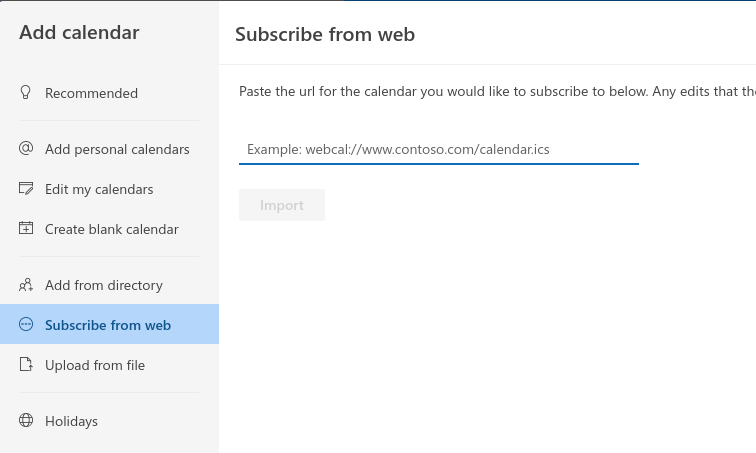 Add calendar
Recommended
Add personal calendars
Edit my calendars
Create blank calendar
Add from directory
Subscribe from web
Upload from file
Holidays
Subscribe from web
Paste the url for the calendar you would like to subscribe to below. Any edits that
Example: webcal://www.contoso.com/calendar.ics
Import